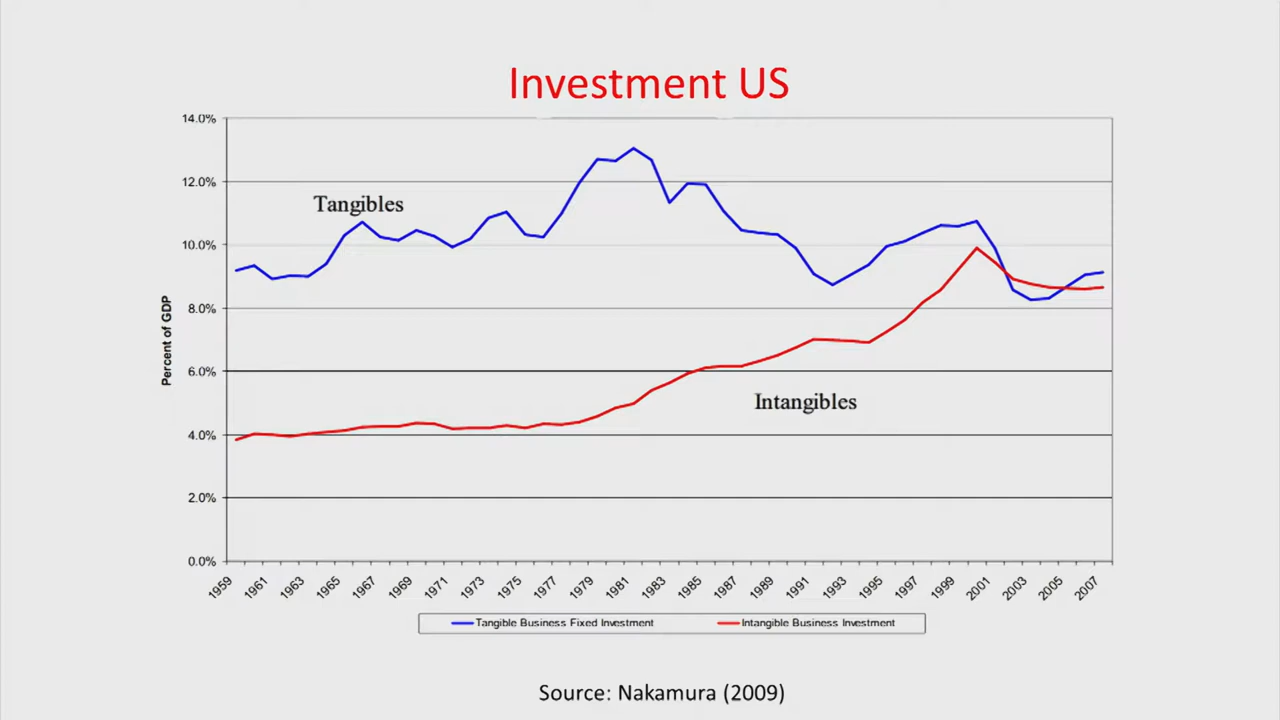 Investment US
14.0%
12.0%
10.0%
8.0%
6.0%
4.0%
2.0%
0.0%
Percent of GDP
Tangibles
Intangibles
1959 1961 1963 1965 1967 1969 1971 1973 1975 1977 1979 1981 1983 1985 1987 1989 1991 1993 1995 1997 1999 2001 2003 2005 2007
Tangible Business Fixed Investment Intangible Business Investment
Source: Nakamura (2009)